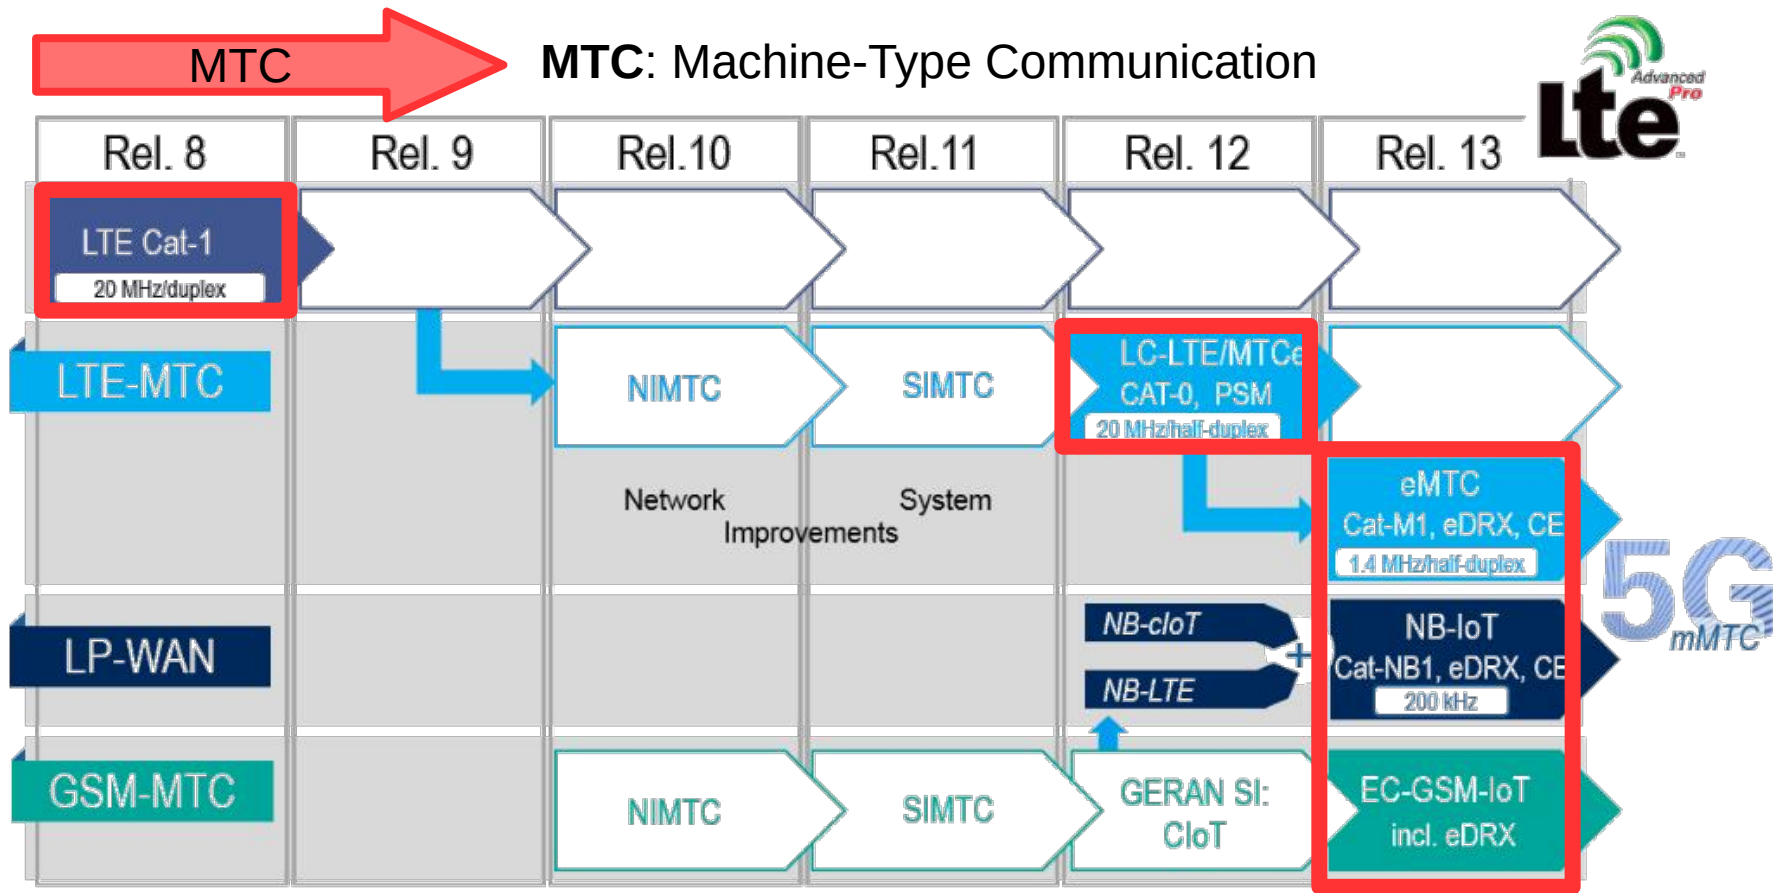 MTC
MTC: Machine-Type Communication
Advanced
Pro
Lte
Rel. 8
Rel. 9
Rel.10
Rel.11
Rel. 12
Rel. 13
LTE Cat-1
20 MHz/duplex
LTE-MTC
NIMTC
SIMTC
LC-LTE/MTCe
CAT-0, PSM
20 MHz/half-duplex
Network
System
Improvements
eMTC
Cat-M1, eDRX, CE
1.4 MHz/half-duplex
5G
mMTC
LP-WAN
NB-cIoT
+
NB-LTE
NB-IoT
Cat-NB1, eDRX, CE
200 kHz
GSM-MTC
NIMTC
SIMTC
GERAN SI:
CIoT
EC-GSM-IoT
incl. eDRX